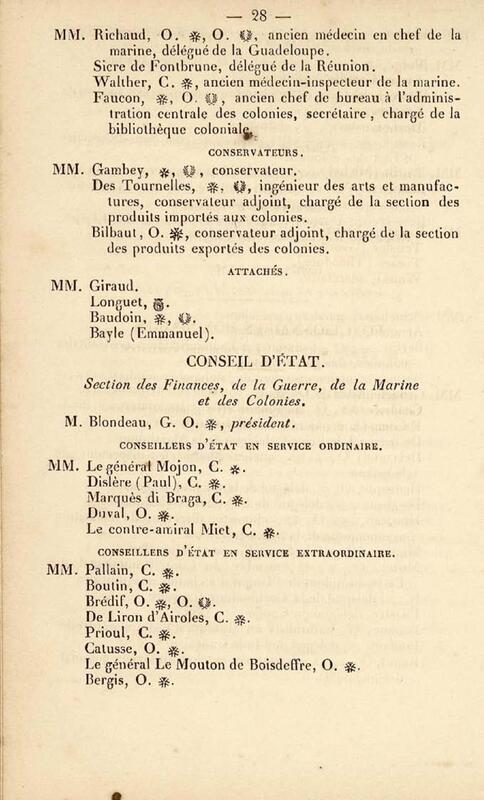 — 28 —
MM. Richaud, O. ❋, O. ❦, ancien médecin en chef de la
marine, délégué de la Guadeloupe.
Sicre de Fontbrune, délégué de la Réunion.
Walther, C. ❋, ancien médecin-inspecteur de la marine.
Faucon, ❋, O. ❦, ancien chef de bureau à l'adminis-
tration centrale des colonies, secrétaire, chargé de la
bibliothèque coloniale.
CONSERVATEURS.
MM. Gambey, ❋, ❦, conservateur.
Des Tournelles, ❋, ❦, ingénieur des arts et manufac-
tures, conservateur adjoint, chargé de la section des
produits importés aux colonies.
Bilbaut, O. ❋, conservateur adjoint, chargé de la section
des produits exportés des colonies.
ATTACHÉS.
MM. Giraud.
Longuet, .
Baudoin, ❋, ❦.
Bayle (Emmanuel).
CONSEIL D'ÉTAT.
Section des Finances, de la Guerre, de la Marine
et des Colonies.
M. Blondeau, G. O. ❋, président.
CONSEILLERS D'ÉTAT EN SERVICE ORDINAIRE.
MM. Le général Mojon, C. ❋.
Dislère (Paul), C. ❋.
Marquès di Braga, C. ❋.
Duval, O. ❋.
Le contre-amiral Miet, C. ❋.
CONSEILLERS D'ÉTAT EN SERVICE EXTRAORDINAIRE.
MM. Pallain, C. ❋.
Boutin, C. ❋.
Brédif, O. ❋, O. ❦.
De Liron d'Airoles, C. ❋.
Prioul, C. ❋.
Catusse, O. ❋.
Le général Le Mouton de Boisdeffre, O. ❋.
Bergis, O. ❋.